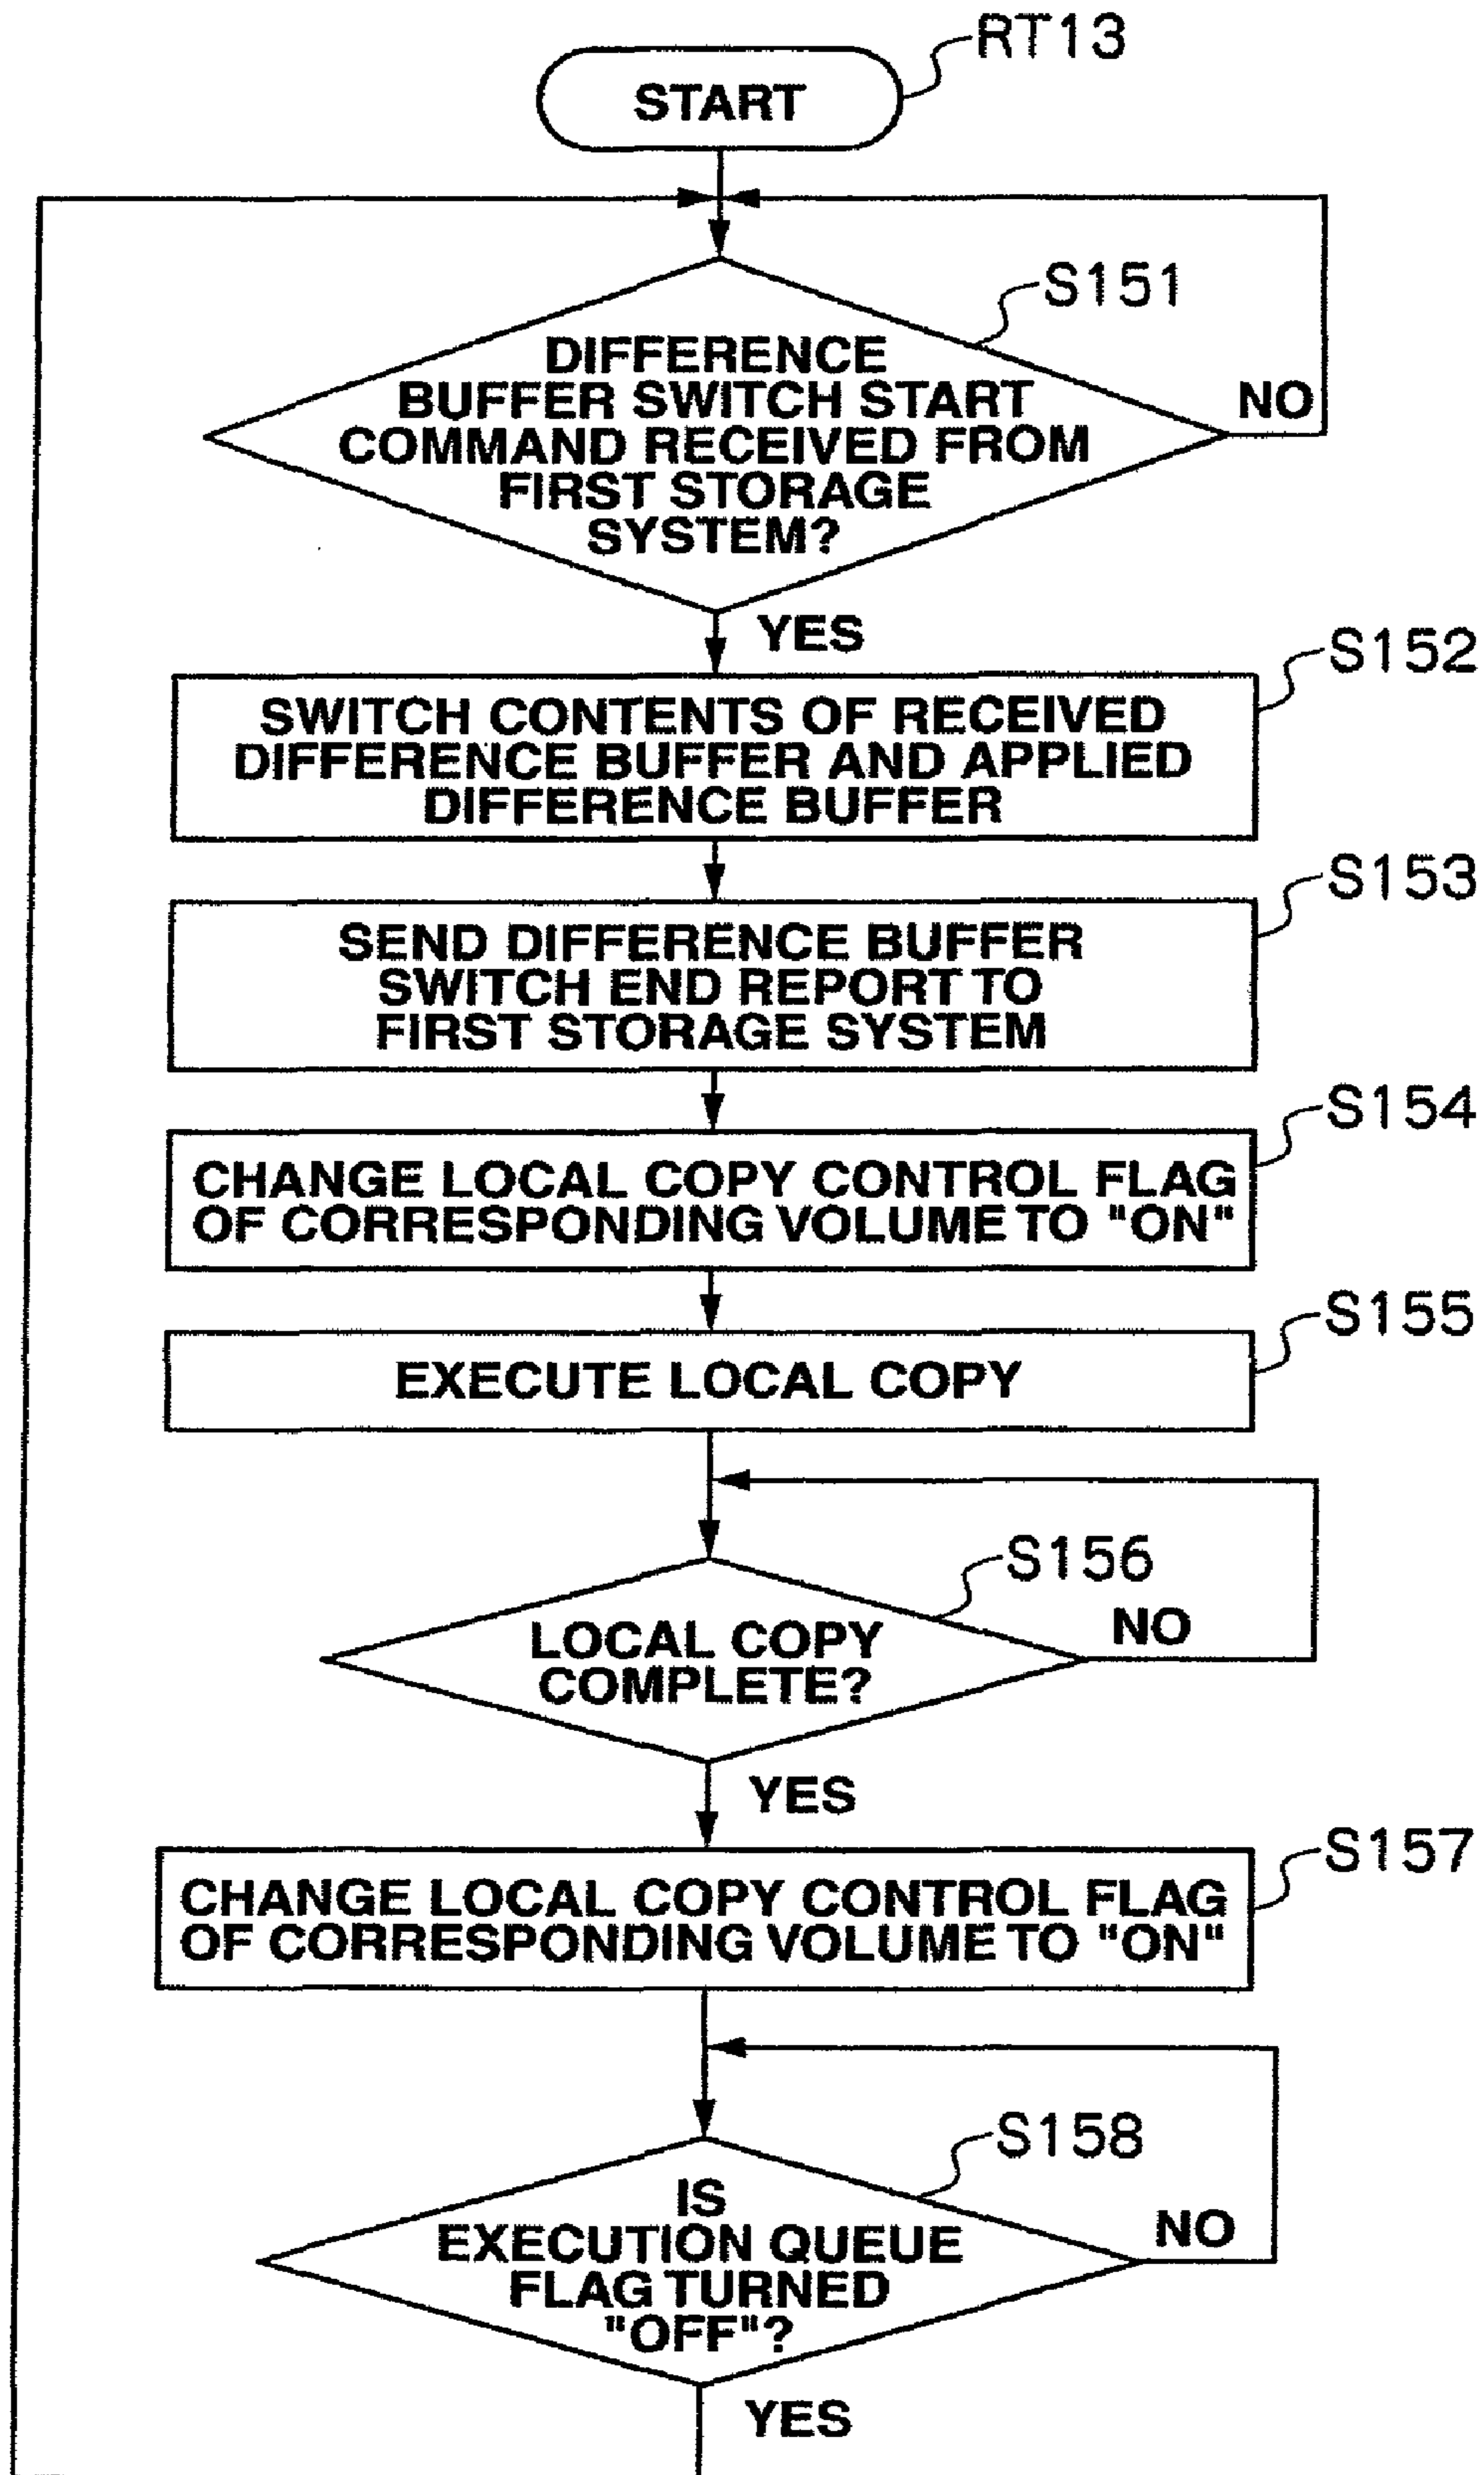 RT13
START
S151
DIFFERENCE
BUFFER SWITCH START
COMMAND RECEIVED FROM
FIRST STORAGE
SYSTEM?
NO
YES
S152
SWITCH CONTENTS OF RECEIVED
DIFFERENCE BUFFER AND APPLIED
DIFFERENCE BUFFER
S153
SEND DIFFERENCE BUFFER
SWITCH END REPORT TO
FIRST STORAGE SYSTEM
S154
CHANGE LOCAL COPY CONTROL FLAG
OF CORRESPONDING VOLUME TO "ON"
S155
EXECUTE LOCAL COPY
S156
LOCAL COPY
COMPLETE?
NO
YES
S157
CHANGE LOCAL COPY CONTROL FLAG
OF CORRESPONDING VOLUME TO "ON"
S158
IS
EXECUTION QUEUE
FLAG TURNED
"OFF"?
NO
YES